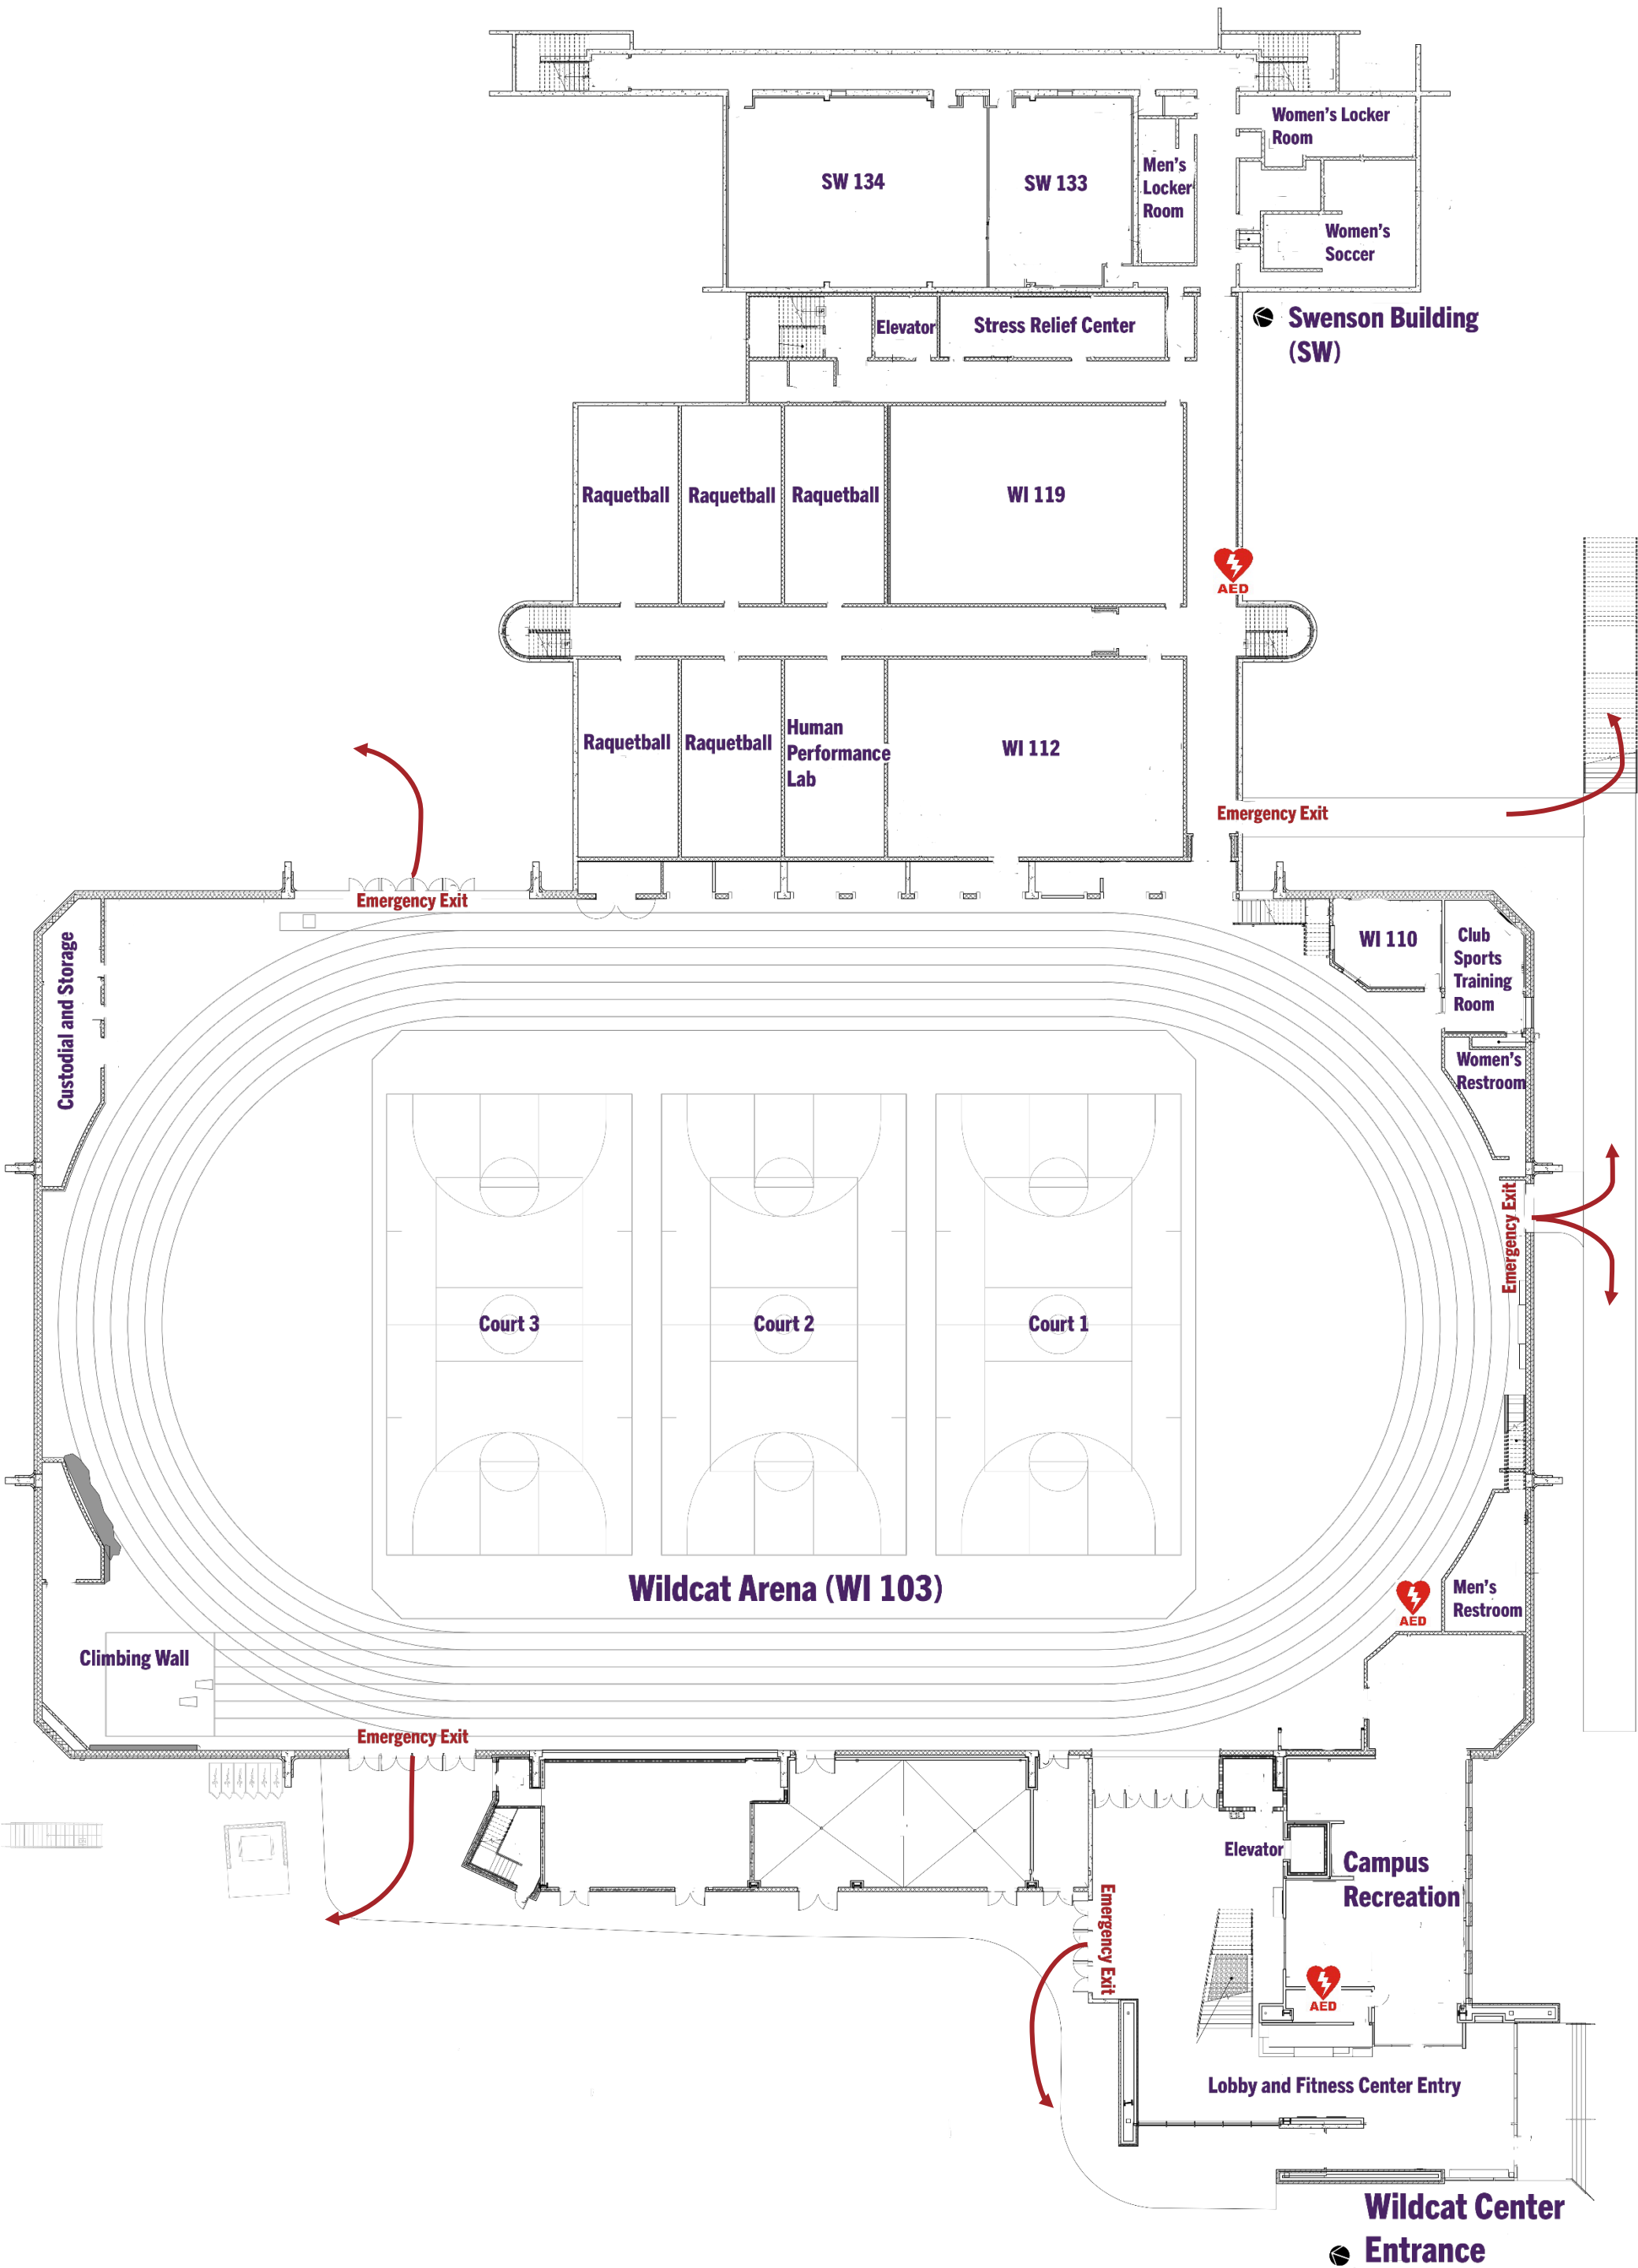 Women's Locker
Room
SW 134
SW 133
Men's
Locker
Room
Women's
Soccer
Elevator
Stress Relief Center
Swenson Building
(SW)
Raquetball
Raquetball
Raquetball
WI 119
AED
Raquetball
Raquetball
Human
Performance
Lab
WI 112
Emergency Exit
Emergency Exit
Custodial and Storage
WI 110
Club
Sports
Training
Room
Women's
Restroom
Emergency Exit
Court 3
Court 2
Court 1
Wildcat Arena (WI 103)
AED
Men's
Restroom
Climbing Wall
Emergency Exit
Elevator
Campus
Recreation
Emergency Exit
AED
Lobby and Fitness Center Entry
Wildcat Center
Entrance